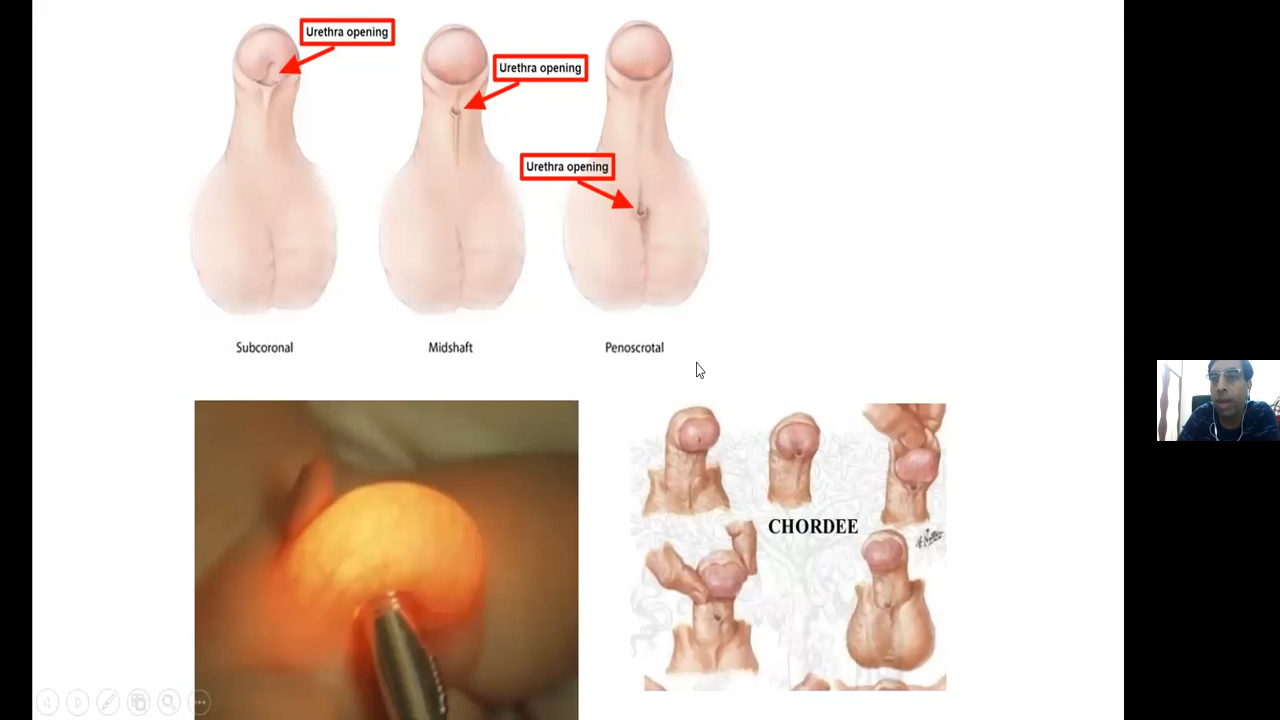 Urethra opening
Urethra opening
Urethra opening
Subcoronal
Midshaft
Penoscrotal
CHORDEE